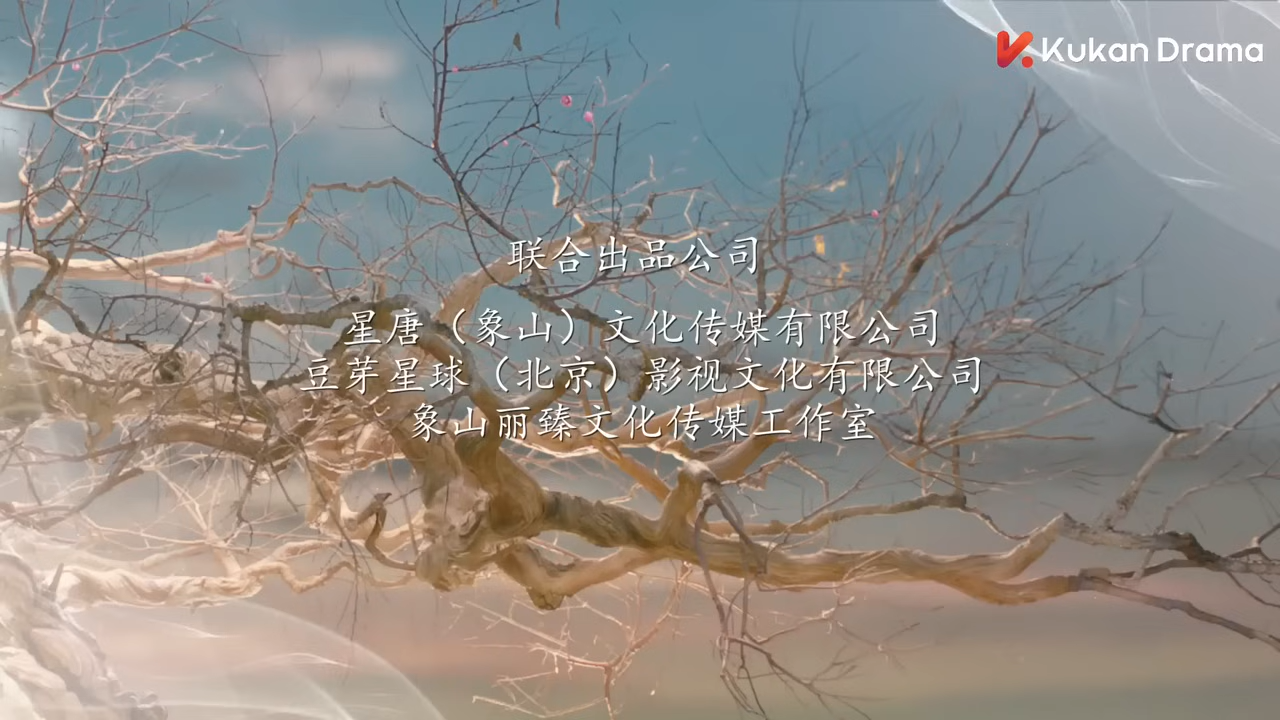 Kukan Drama
联合出品公司
星唐（象山）文化传媒有限公司
豆芽星球（北京）影视文化有限公司
象山丽臻文化传媒工作室